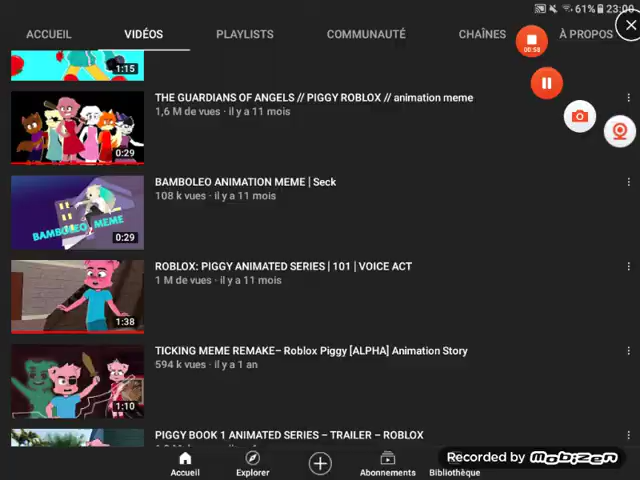 61% 23:00
ACCUEIL VIDÉOS PLAYLISTS COMMUNAUTÉ CHAÎNES À PROPOS
00:58
1:15
THE GUARDIANS OF ANGELS // PIGGY ROBLOX // animation meme
1,6 M de vues · il y a 11 mois
0:29
BAMBOLEO ANIMATION MEME | Seck
108 k vues · il y a 11 mois
BAMBOLEO MEME
0:29
ROBLOX: PIGGY ANIMATED SERIES | 101 | VOICE ACT
1 M de vues · il y a 11 mois
1:38
TICKING MEME REMAKE– Roblox Piggy [ALPHA] Animation Story
594 k vues · il y a 1 an
1:10
PIGGY BOOK 1 ANIMATED SERIES – TRAILER – ROBLOX
Recorded by MOBIZEN
Accueil Explorer Abonnements Bibliothèque